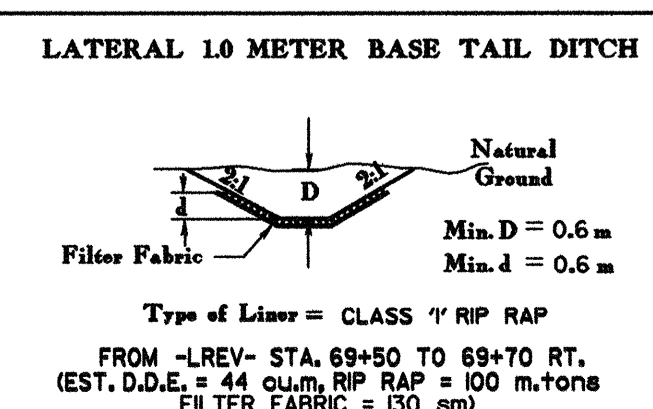 LATERAL 1.0 METER BASE TAIL DITCH
Natural
Ground
2:1
2:1
D
d
Filter Fabric
Min. D = 0.6 m
Min. d = 0.6 m
Type of Liner = CLASS 'I' RIP RAP
FROM -LREV- STA. 69+50 TO 69+70 RT.
(EST. D.D.E. = 44 cu.m, RIP RAP = 100 m.tons
FILTER FABRIC = 130 sm)